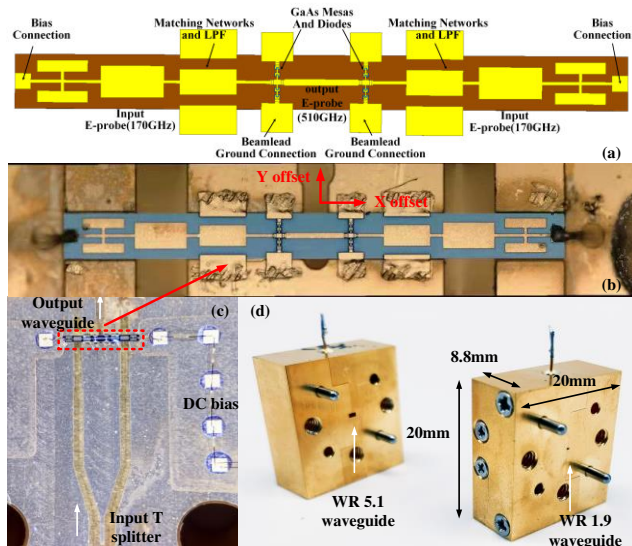 Bias
Connection
Matching Networks
and LPF
GaAs Mesas
And Diodes
Matching Networks
and LPF
Bias
Connection
Input
E-probe(170GHz)
output
E-probe
(510GHz)
Input
E-probe(170GHz)
Beamlead
Ground Connection
Beamlead
Ground Connection
(a)
Y offset
X offset
(b)
Output
waveguide
(c)
DC bias
Input T
splitter
(d)
8.8mm
20mm
20mm
WR 5.1
waveguide
WR 1.9
waveguide